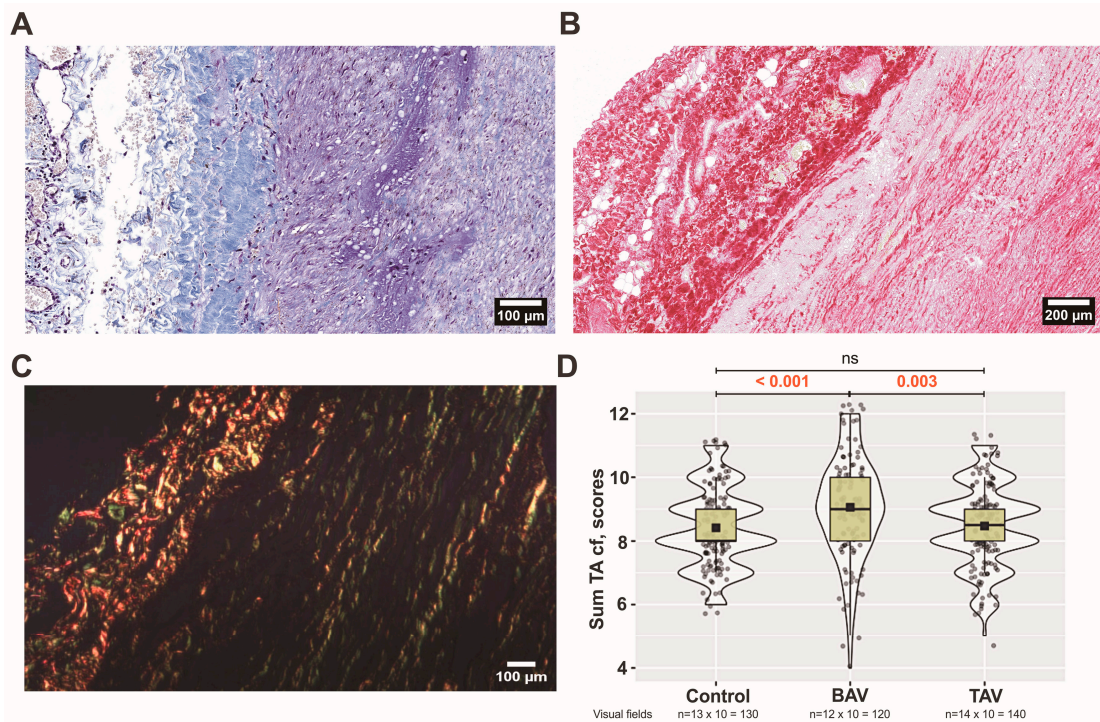 A
B
100 µm
200 µm
C
D
100 µm
ns
< 0.001
0.003
Sum TA cf, scores
12
10
8
6
4
Control
BAV
TAV
Visual fields
n=13 x 10 = 130
n=12 x 10 = 120
n=14 x 10 = 140